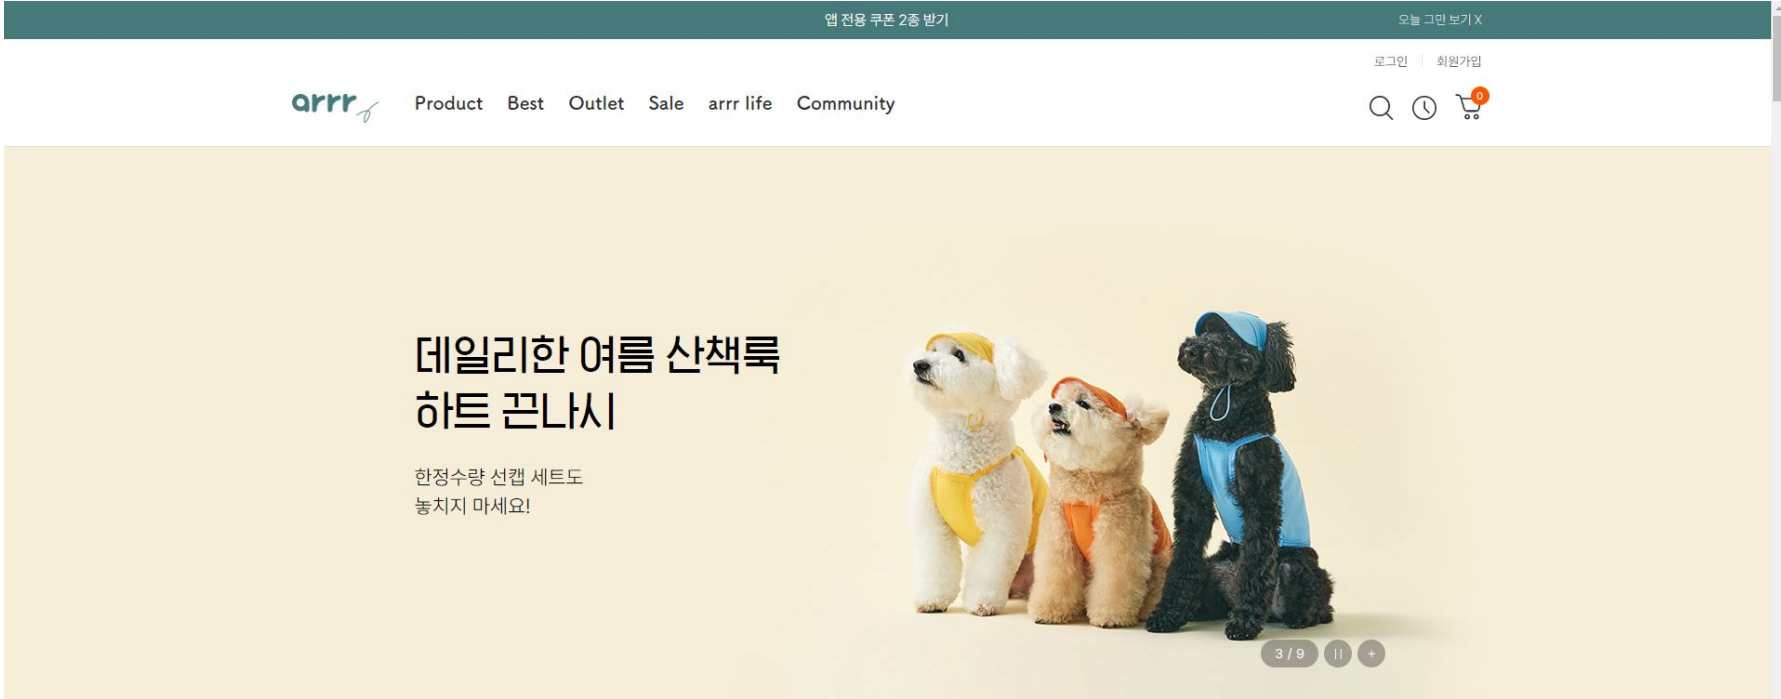 앱 전용 쿠폰 2종 받기
오늘 그만 보기 X
로그인 회원가입
arrr Product Best Outlet Sale arrr life Community
0
데일리한 여름 산책룩
하트 끈나시
한정수량 선캡 세트도
놓치지 마세요!
3 / 9